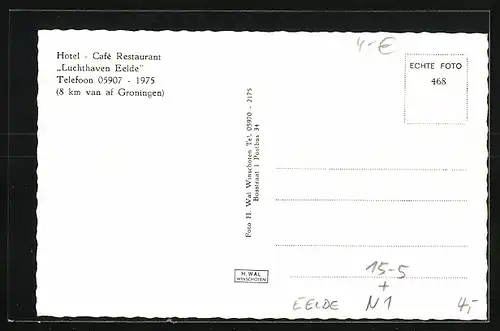 4-€
Hotel - Café Restaurant
„Luchthaven Eelde"
Telefoon 05907 - 1975
(8 km van af Groningen)
ECHTE FOTO
468
Foto H. Wal Winschoten Tel. 05970 - 2175
Bosstraat 1 Postbus 34
H. WAL
WINSCHOTEN
15-5
+
EELDE N1 4,-